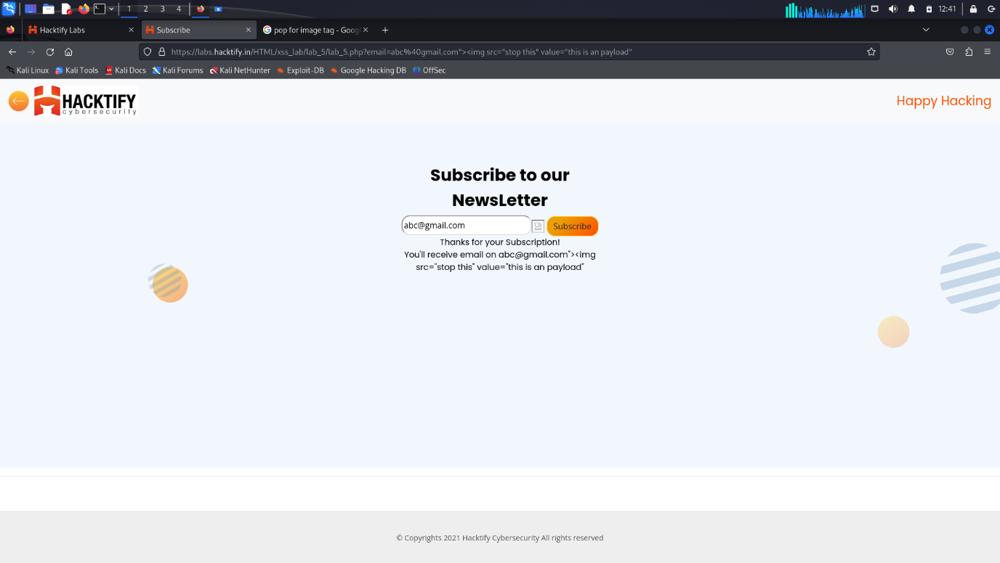 1 2 3 4 12:41
Hacktify Labs Subscribe pop for image tag - Goog
https://labs.hacktify.in/HTML/xss_lab/lab_5/lab_5.php?email=abc%40gmail.com"><img src="stop this" value="this is an payload"
Kali Linux Kali Tools Kali Docs Kali Forums Kali NetHunter Exploit-DB Google Hacking DB OffSec
HACKTIFY
cybersecurity
Happy Hacking
Subscribe to our
NewsLetter
abc@gmail.com Subscribe
Thanks for your Subscription!
You'll receive email on abc@gmail.com"><img
src="stop this" value="this is an payload"
© Copyrights 2021 Hacktify Cybersecurity All rights reserved